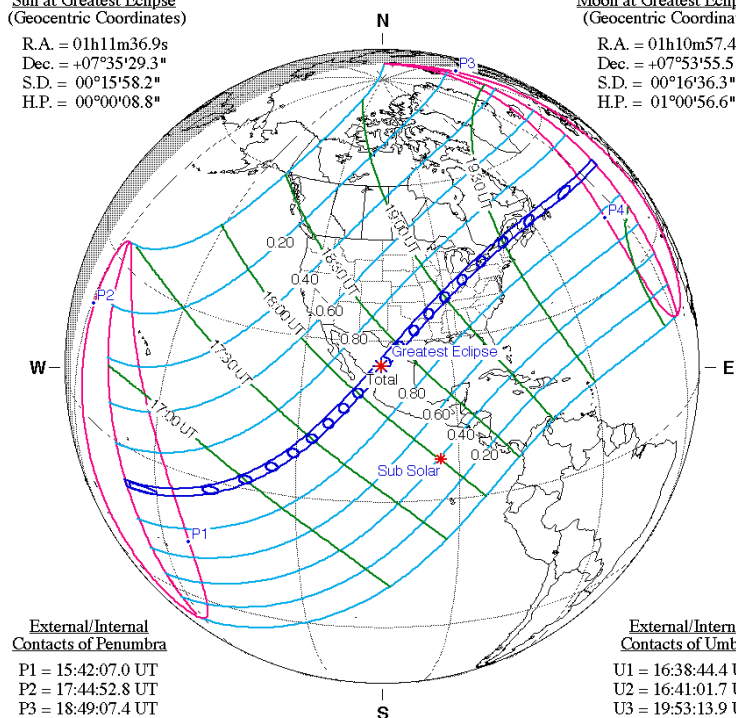 Sun at Greatest Eclipse
(Geocentric Coordinates)
R.A. = 01h11m36.9s
Dec. = +07°35'29.3"
S.D. = 00°15'58.2"
H.P. = 00°00'08.8"
Moon at Greatest Eclipse
(Geocentric Coordinat
R.A. = 01h10m57.4
Dec. = +07°53'55.5
S.D. = 00°16'36.3"
H.P. = 01°00'56.6"
N
P3
19:30 UT
19:00 UT
P4
0.20
18:30 UT
P2
0.40
18:00 UT
0.60
0.80
17:30 UT
Greatest Eclipse
W
E
Total
0.80
17:00 UT
0.60
0.40
0.20
Sub Solar
P1
S
External/Internal
Contacts of Penumbra
P1 = 15:42:07.0 UT
P2 = 17:44:52.8 UT
P3 = 18:49:07.4 UT
External/Intern
Contacts of Umb
U1 = 16:38:44.4 U
U2 = 16:41:01.7 U
U3 = 19:53:13.9 U